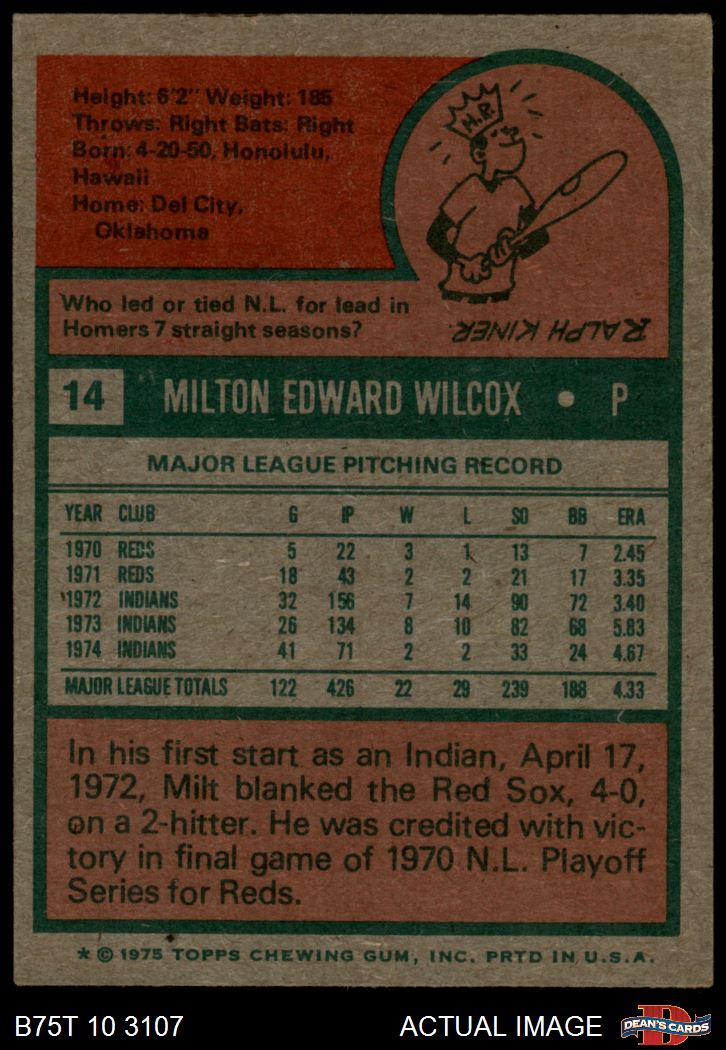 Height: 6'2" Weight: 185
Throws: Right Bats: Right
Born: 4-20-50, Honolulu,
Hawaii
Home: Del City,
Oklahoma
H.R.
Who led or tied N.L. for lead in
Homers 7 straight seasons?
RALPH KINER.
14 MILTON EDWARD WILCOX • P
MAJOR LEAGUE PITCHING RECORD
YEAR CLUB G IP W L SO BB ERA
1970 REDS 5 22 3 1 13 7 2.45
1971 REDS 18 43 2 2 21 17 3.35
1972 INDIANS 32 156 7 14 90 72 3.40
1973 INDIANS 26 134 8 10 82 68 5.83
1974 INDIANS 41 71 2 2 33 24 4.67
MAJOR LEAGUE TOTALS 122 426 22 29 239 188 4.33
In his first start as an Indian, April 17,
1972, Milt blanked the Red Sox, 4-0,
on a 2-hitter. He was credited with vic-
tory in final game of 1970 N.L. Playoff
Series for Reds.
* © 1975 TOPPS CHEWING GUM, INC. PRTD IN U.S.A.
B75T 10 3107 ACTUAL IMAGE DEAN'S CARDS